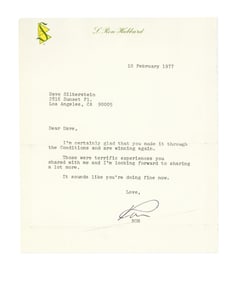 L. Ron Hubbard
10 February 1977
Dave Silberstein
Los Angeles, CA 90005
Dear Dave,
I'm certainly glad that you made it through
the Conditions and are winning again.
Those were terrific experiences you
shared with me and I'm looking forward to sharing
a lot more.
It sounds like you're doing fine now.
Love,
Ron
RON